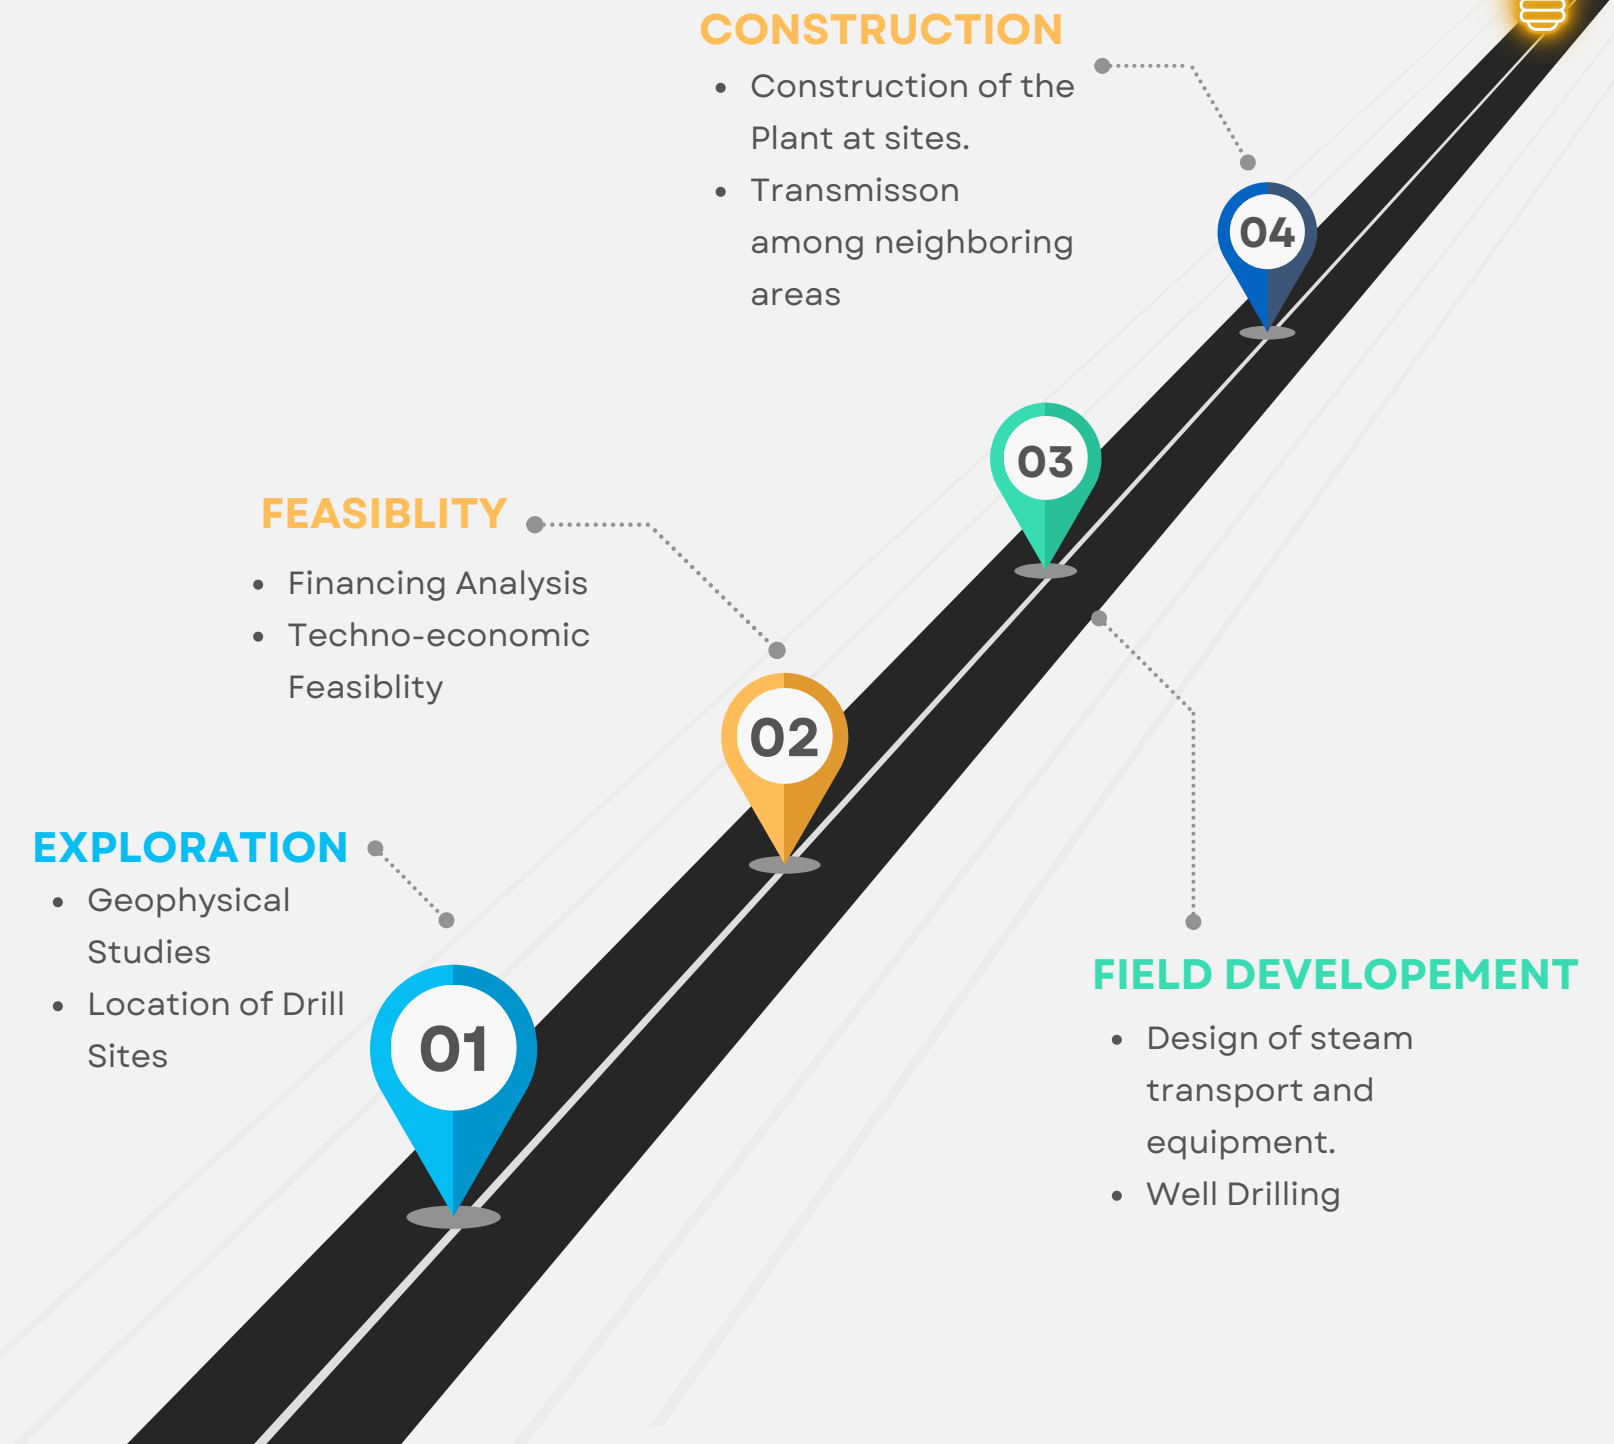 CONSTRUCTION
• Construction of the
Plant at sites.
• Transmisson
among neighboring
areas
04
03
FEASIBLITY
• Financing Analysis
• Techno-economic
Feasiblity
02
EXPLORATION
• Geophysical
Studies
• Location of Drill
Sites
01
FIELD DEVELOPEMENT
• Design of steam
transport and
equipment.
• Well Drilling